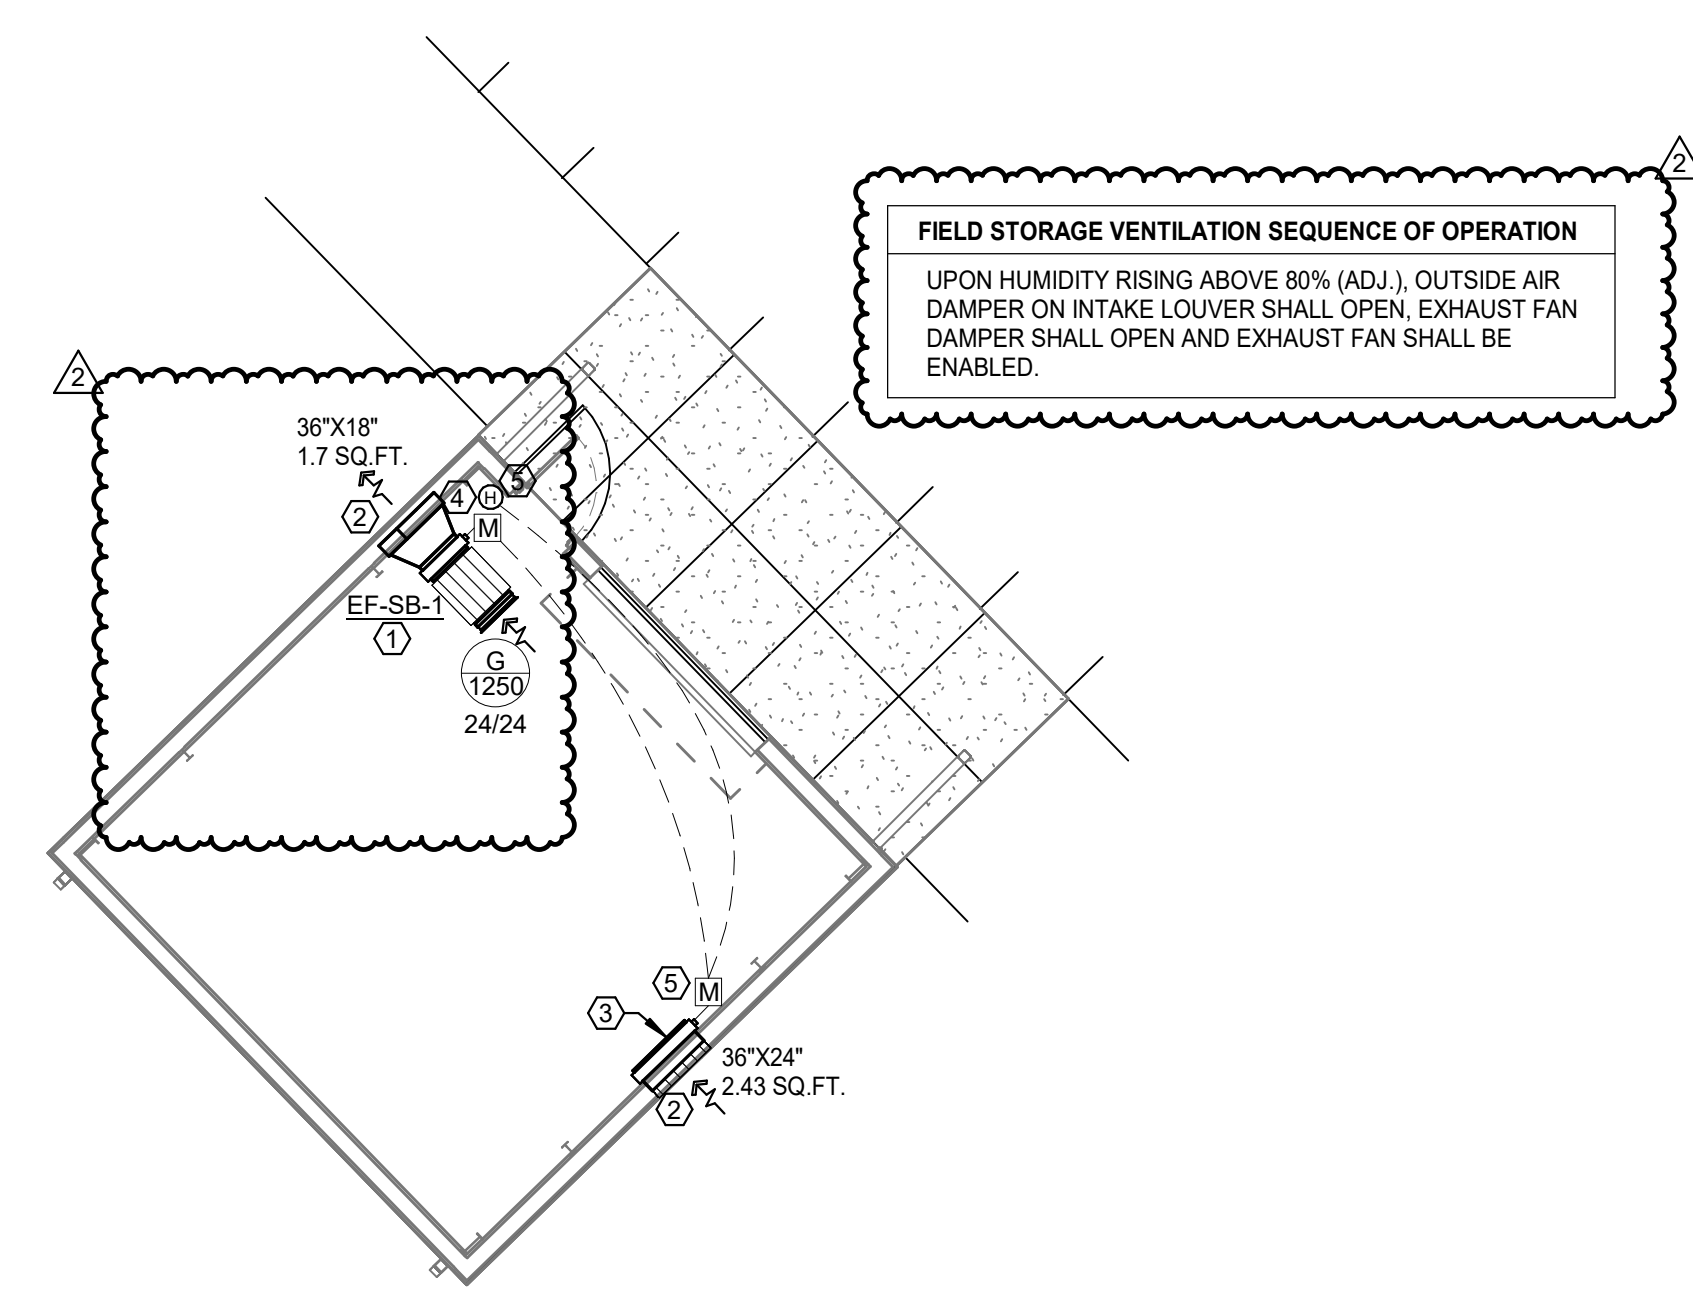 2
FIELD STORAGE VENTILATION SEQUENCE OF OPERATION
UPON HUMIDITY RISING ABOVE 80% (ADJ.), OUTSIDE AIR
DAMPER ON INTAKE LOUVER SHALL OPEN, EXHAUST FAN
DAMPER SHALL OPEN AND EXHAUST FAN SHALL BE
ENABLED.
2
36"X18"
1.7 SQ.FT.
2
4
H
5
M
EF-SB-1
1
G
1250
24/24
5
M
3
36"X24"
2.43 SQ.FT.
2